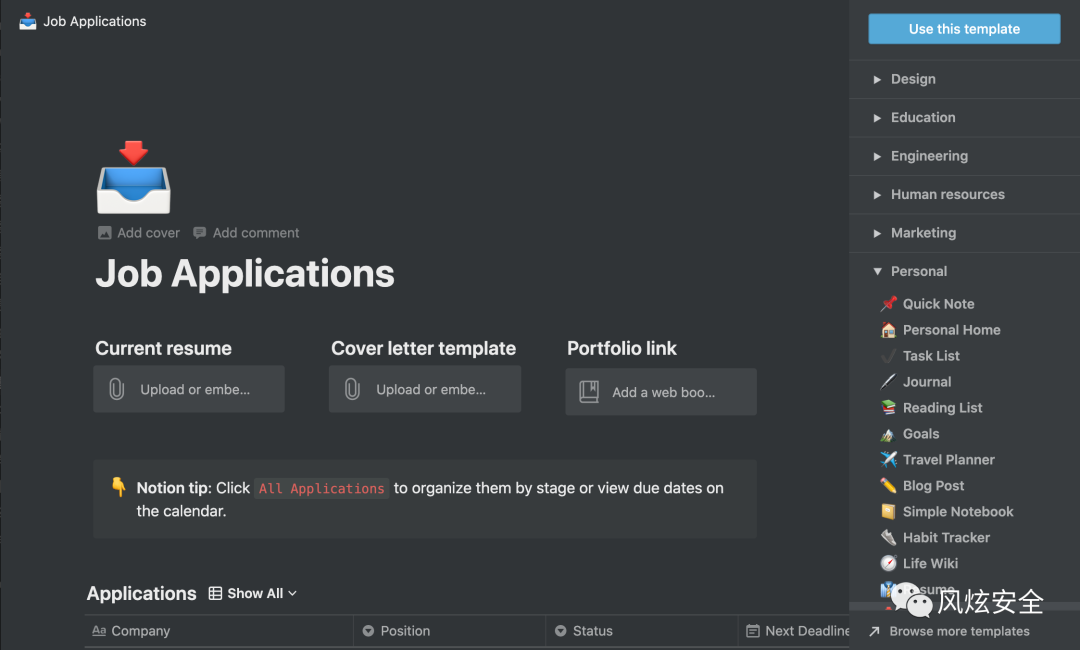 Job Applications
Use this template
Design
Education
Engineering
Human resources
Marketing
Personal
Quick Note
Personal Home
Task List
Journal
Reading List
Goals
Travel Planner
Blog Post
Simple Notebook
Habit Tracker
Life Wiki
风炫安全
Browse more templates
Add cover Add comment
Job Applications
Current resume Cover letter template Portfolio link
Upload or embe... Upload or embe... Add a web boo...
Notion tip: Click All Applications to organize them by stage or view due dates on
the calendar.
Applications Show All
Aa Company Position Status Next Deadline